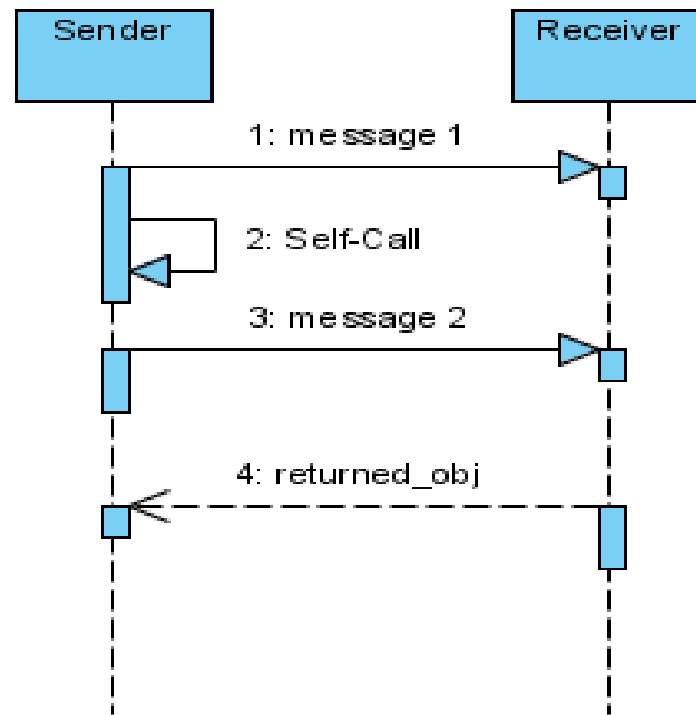 Sender
Receiver
1: message 1
2: Self-Call
3: message 2
4: returned_obj